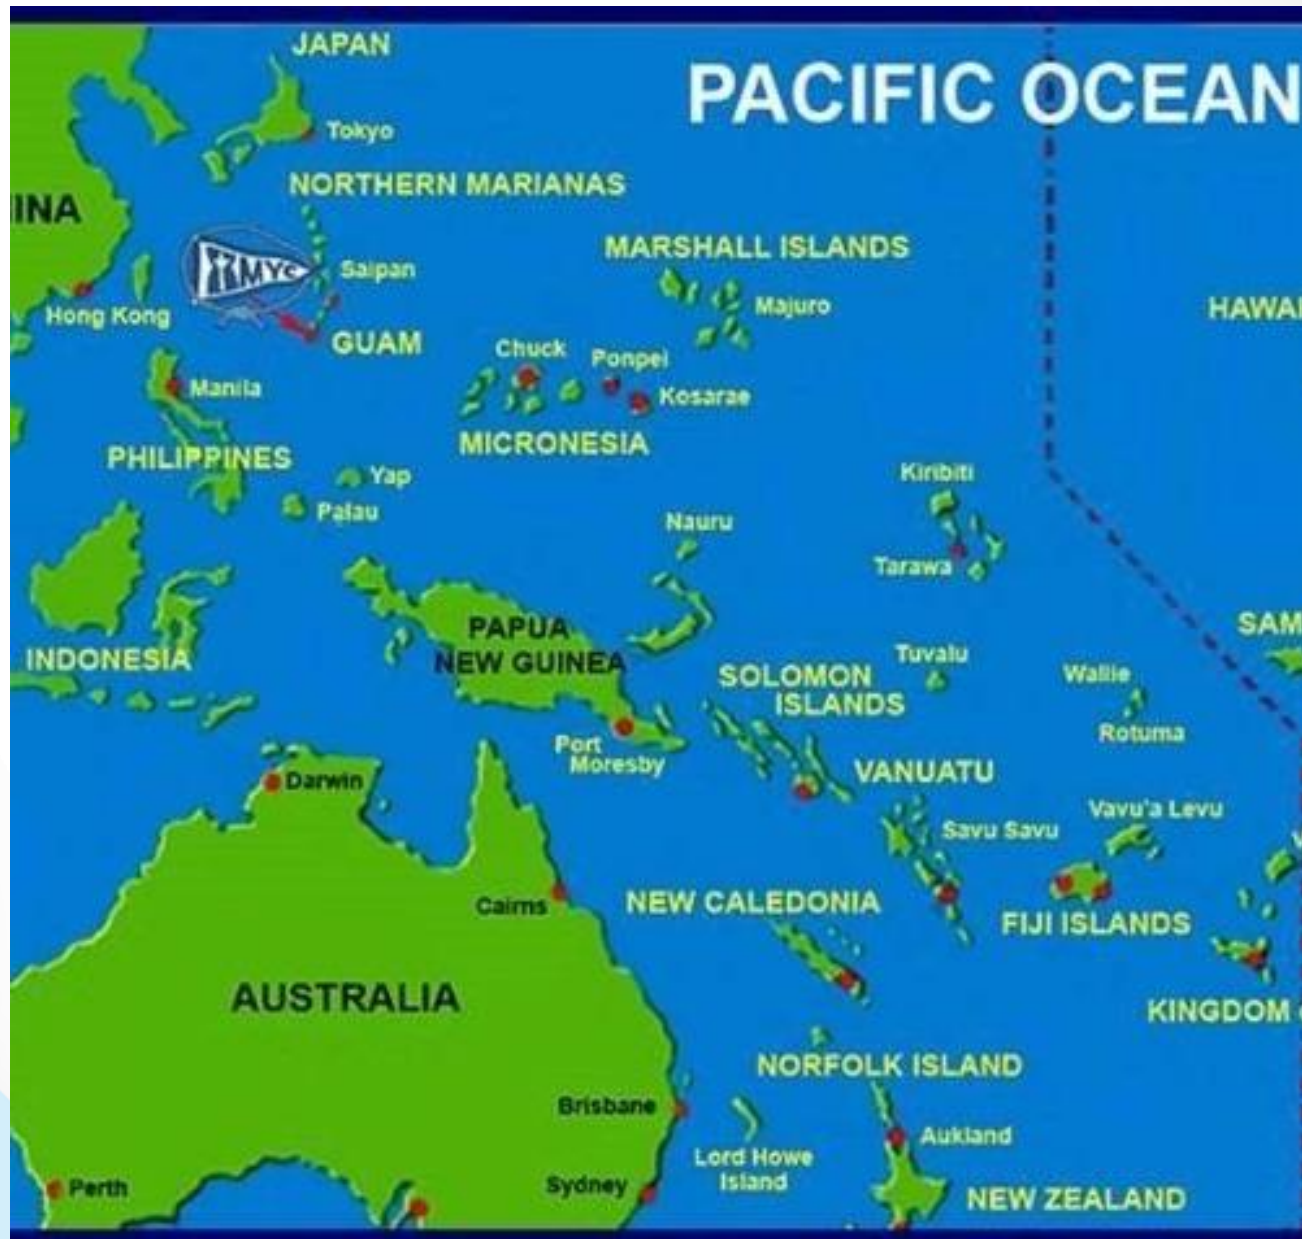 JAPAN
PACIFIC OCEAN
Tokyo
NORTHERN MARIANAS
INA
MARSHALL ISLANDS
MYC
Saipan
Majuro
HAWAI
Hong Kong
GUAM
Chuck
Ponpei
Manila
Kosarae
MICRONESIA
PHILIPPINES
Yap
Kiribiti
Palau
Nauru
Tarawa
SAM
PAPUA
NEW GUINEA
INDONESIA
Tuvalu
SOLOMON
ISLANDS
Wallie
Rotuma
Port
Moresby
Darwin
VANUATU
Vavu'a Levu
Savu Savu
Cairns
NEW CALEDONIA
FIJI ISLANDS
AUSTRALIA
KINGDOM
NORFOLK ISLAND
Brisbane
Aukland
Lord Howe
Island
Perth
Sydney
NEW ZEALAND